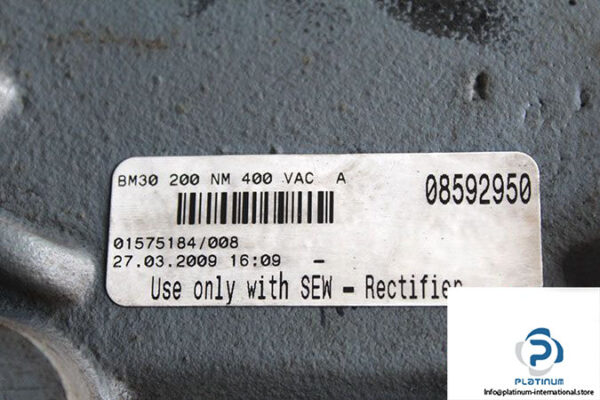 BM30 200 NM 400 VAC A
08592950
01575184/008
27.03.2009 16:09 -
Use only with SEW - Rectifier
PLATINUM
Info@platinum-international.store